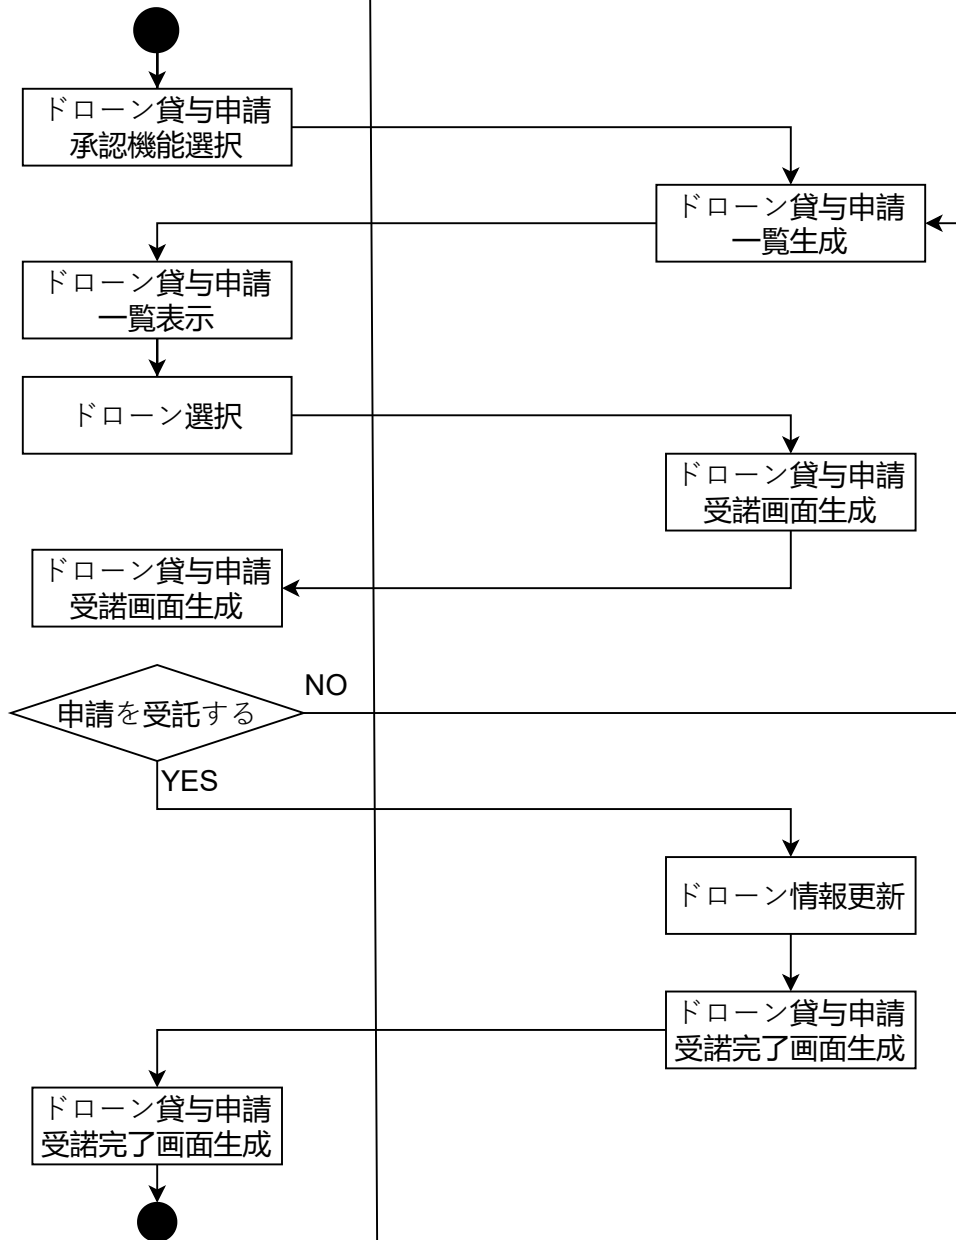 ドローン貸与申請
承認機能選択
ドローン貸与申請
一覧生成
ドローン貸与申請
一覧表示
ドローン選択
ドローン貸与申請
受諾画面生成
ドローン貸与申請
受諾画面生成
NO
申請を受託する
YES
ドローン情報更新
ドローン貸与申請
受諾完了画面生成
ドローン貸与申請
受諾完了画面生成